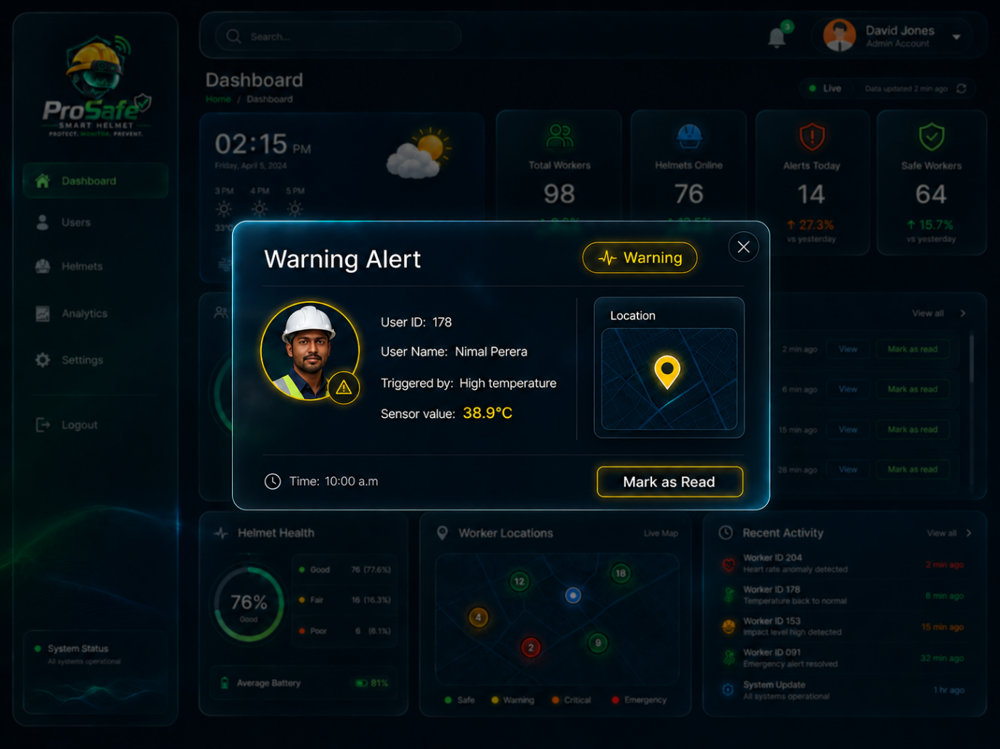 ProSafe
SMART HELMET
PROTECT. MONITOR. PREVENT.
Dashboard
Users
Helmets
Analytics
Settings
Logout
System Status
All systems operational
Search...
3
David Jones
Admin Account
Dashboard
Home / Dashboard
Live
Data updated 2 min ago
02:15 PM
Friday, April 5, 2024
3 PM 4 PM 5 PM
Total Workers
98
Helmets Online
76
Alerts Today
14
↑ 27.3%
vs yesterday
Safe Workers
64
↑ 15.7%
vs yesterday
Warning Alert
Warning
User ID: 178
User Name: Nimal Perera
Triggered by: High temperature
Sensor value: 38.9°C
Location
Time: 10:00 a.m
Mark as Read
View all
2 min ago View Mark as read
6 min ago View Mark as read
15 min ago View Mark as read
28 min ago View Mark as read
Helmet Health
76%
Good
Good 76 (77.6%)
Fair 16 (16.3%)
Poor 6 (6.1%)
Average Battery 81%
Worker Locations
Live Map
12
18
4
2
9
Safe Warning Critical Emergency
Recent Activity
View all
Worker ID 204
Heart rate anomaly detected
2 min ago
Worker ID 178
Temperature back to normal
8 min ago
Worker ID 153
Impact level high detected
15 min ago
Worker ID 091
Emergency alert resolved
32 min ago
System Update
All systems operational
1 hr ago